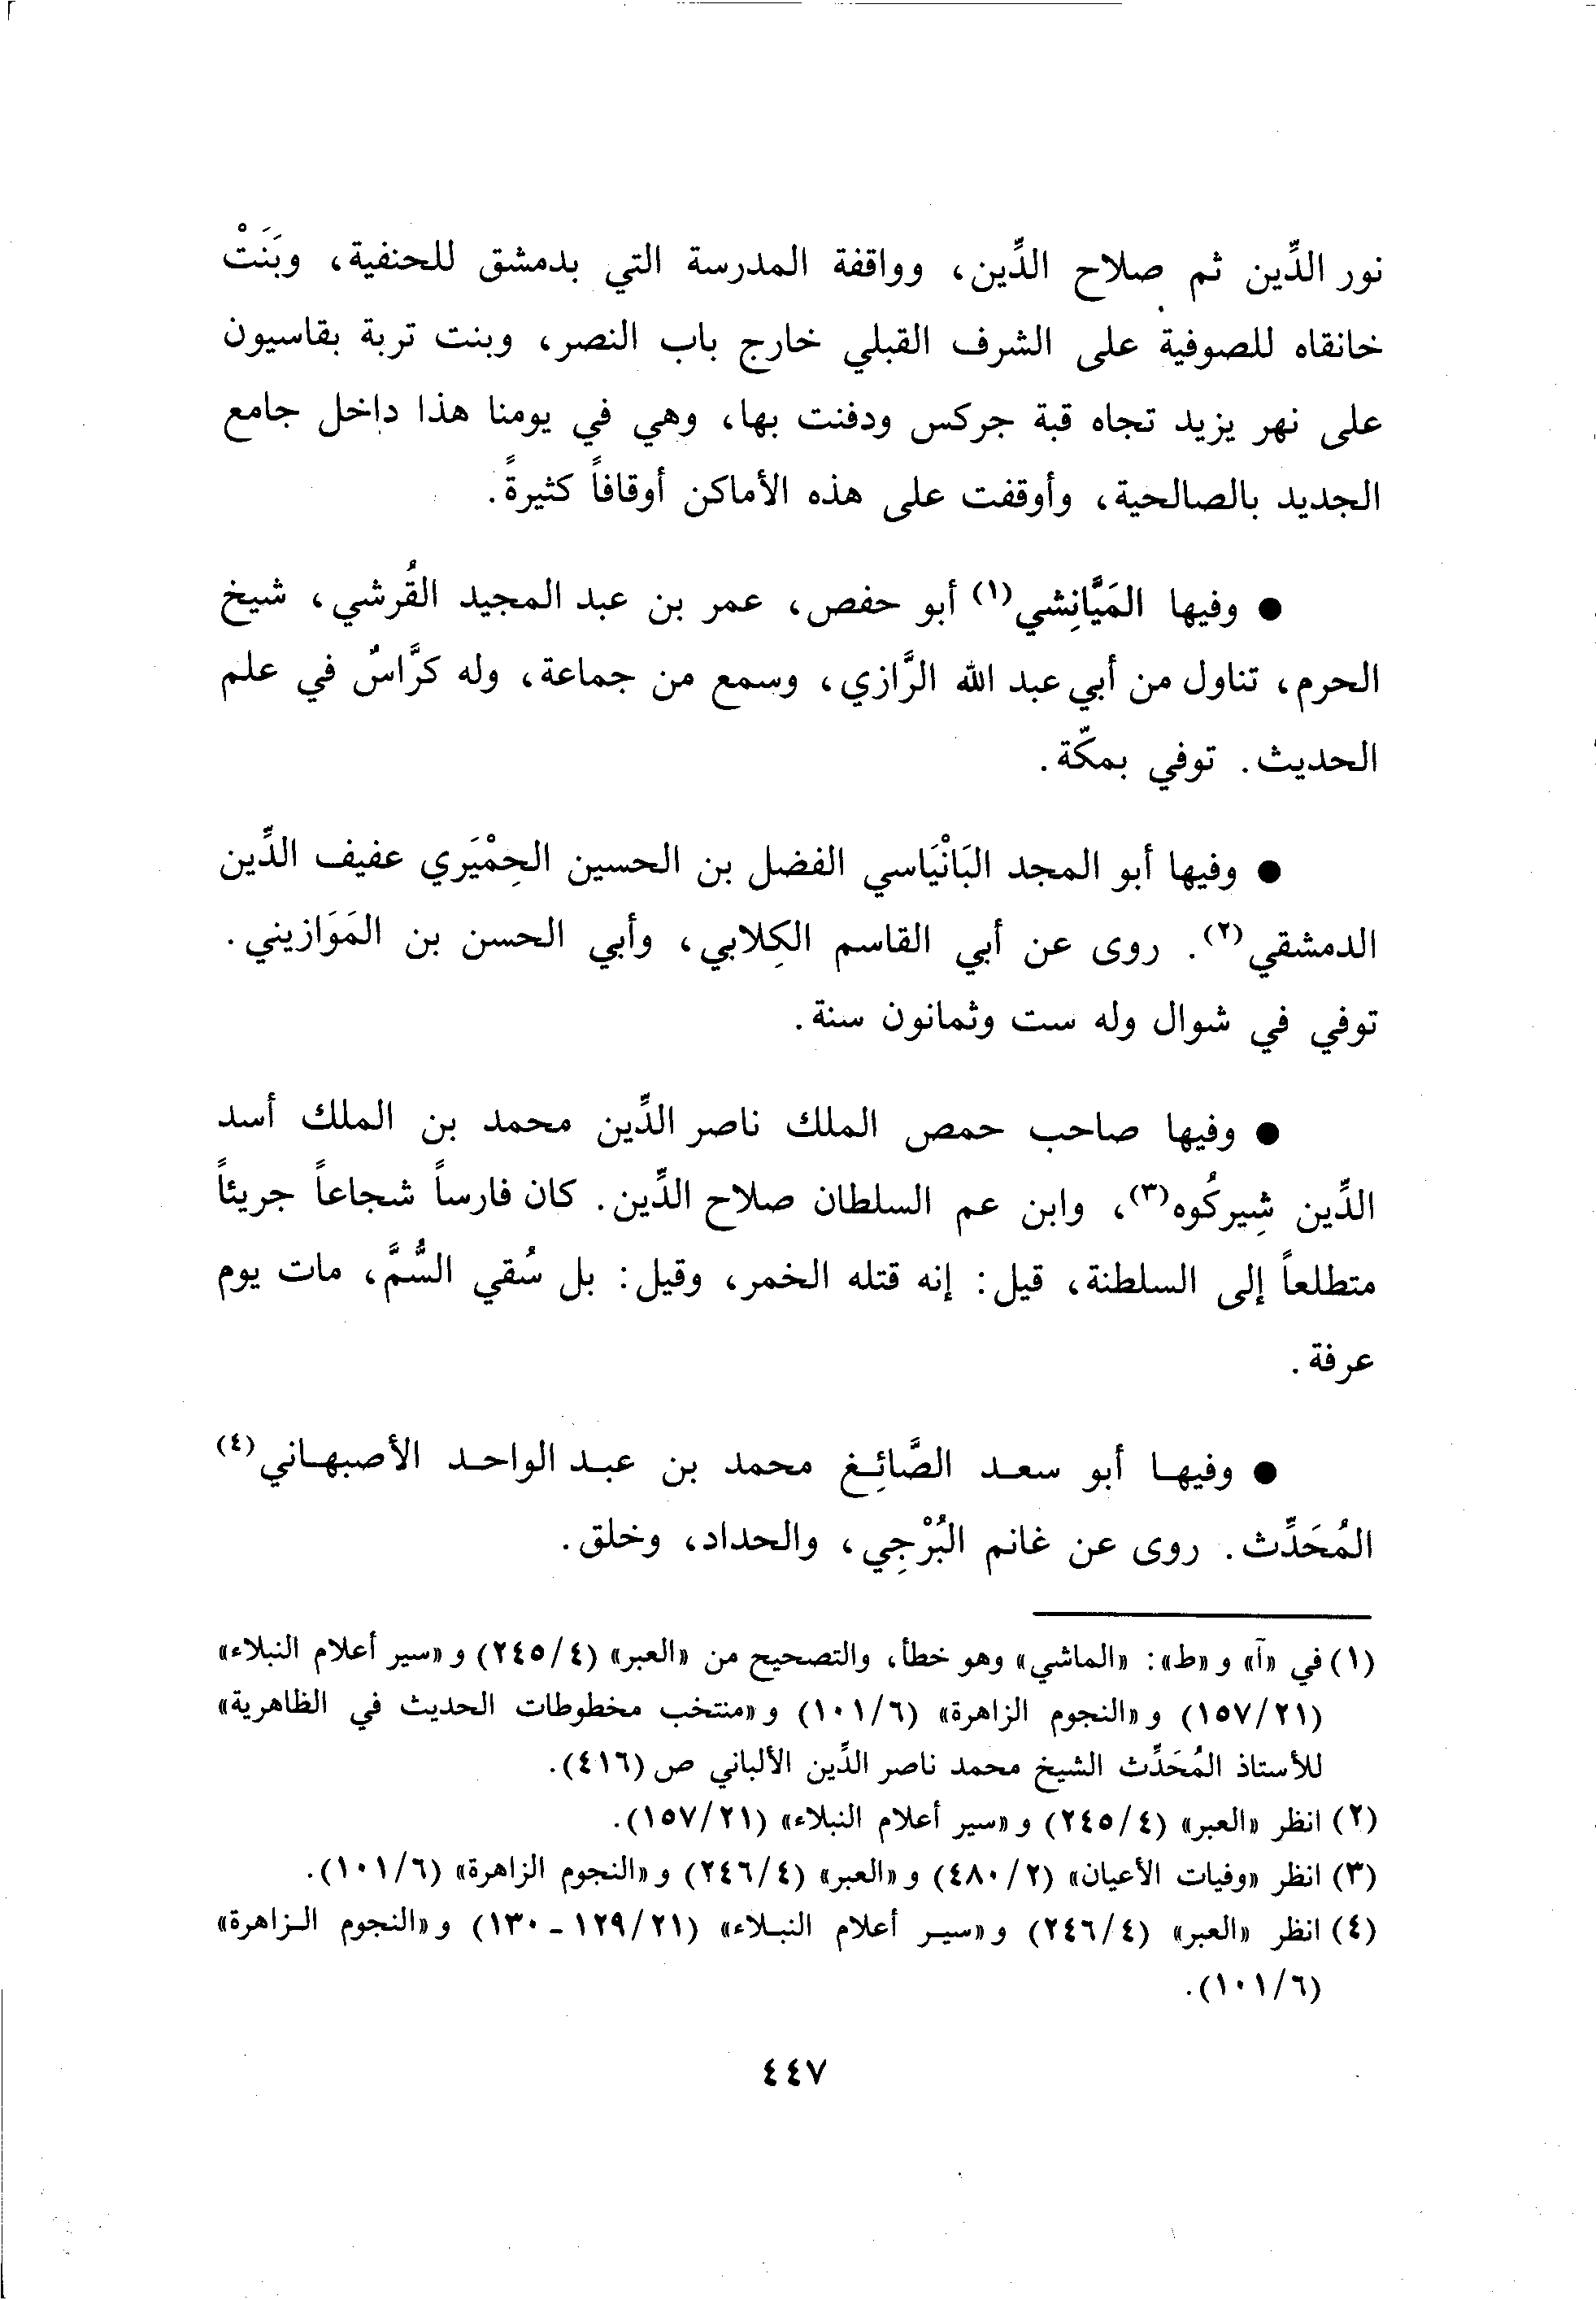 نور الدِّين ثم صلاح الدِّين، وواقفة المدرسة التي بدمشق للحنفية، وبَنَتْ
خانقاه للصوفية على الشرف القبلي خارج باب النصر، وبنت تربة بقاسيون
على نهر يزيد تجاه قبة جركس ودفنت بها، وهي في يومنا هذا داخل جامع
الجديد بالصالحية، وأوقفت على هذه الأماكن أوقافاً كثيرةً.
● وفيها المَيَّانِشي(١) أبو حفص، عمر بن عبد المجيد القُرشي، شيخ
الحرم، تناول من أبي عبد الله الرَّازي، وسمع من جماعة، وله كرَّاسٌ في علم
الحديث. توفي بمكّة.
● وفيها أبو المجد البَانْيَاسي الفضل بن الحسين الحِمْيَري عفيف الدِّين
الدمشقي(٢). روى عن أبي القاسم الكِلابي، وأبي الحسن بن المَوَازيني.
توفي في شوال وله ست وثمانون سنة.
● وفيها صاحب حمص الملك ناصر الدِّين محمد بن الملك أسد
الدِّين شِيركُوه(٣)، وابن عم السلطان صلاح الدِّين. كان فارساً شجاعاً جريئاً
متطلعاً إلى السلطنة، قيل: إنه قتله الخمر، وقيل: بل سُقي السُّمَّ، مات يوم
عرفة.
● وفيها أبو سعد الصَّائِغ محمد بن عبد الواحد الأصبهاني(٤)
المُحَدِّث. روى عن غانم البُرْجِي، والحداد، وخلق.
(١) في «آ» و «ط»: «الماشي» وهو خطأ، والتصحيح من «العبر» (٤/٢٤٥) و «سير أعلام النبلاء»
(٢١/١٥٧) و «النجوم الزاهرة» (٦/١٠١) و «منتخب مخطوطات الحديث في الظاهرية»
للأستاذ المُحَدِّث الشيخ محمد ناصر الدِّين الألباني ص (٤١٦).
(٢) انظر «العبر» (٤/٢٤٥) و «سير أعلام النبلاء» (٢١/١٥٧).
(٣) انظر «وفيات الأعيان» (٢/٤٨٠) و «العبر» (٤/٢٤٦) و «النجوم الزاهرة» (٦/١٠١).
(٤) انظر «العبر» (٤/٢٤٦) و «سير أعلام النبلاء» (٢١/١٢٩ - ١٣٠) و «النجوم الزاهرة»
(٦/١٠١).
٤٤٧